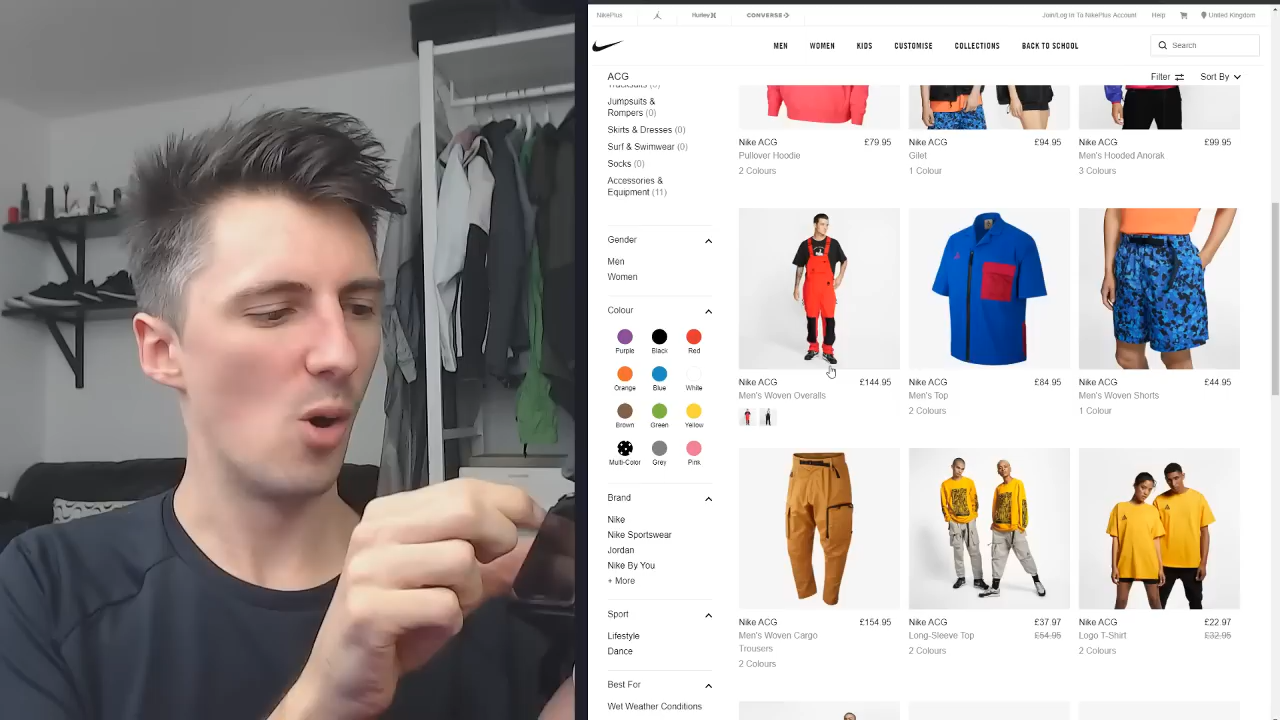 NikePlus
Hurley
CONVERSE
Join/Log In To NikePlus Account
Help
United Kingdom
MEN
WOMEN
KIDS
CUSTOMISE
COLLECTIONS
BACK TO SCHOOL
Search
ACG
Filter
Sort By
Tracksuits (0)
Jumpsuits &
Rompers (0)
Skirts & Dresses (0)
Surf & Swimwear (0)
Socks (0)
Accessories &
Equipment (11)
Gender
Men
Women
Colour
Purple
Black
Red
Orange
Blue
White
Brown
Green
Yellow
Multi-Color
Grey
Pink
Brand
Nike
Nike Sportswear
Jordan
Nike By You
+ More
Sport
Lifestyle
Dance
Best For
Wet Weather Conditions
Nike ACG £79.95
Pullover Hoodie
2 Colours
Nike ACG £94.95
Gilet
1 Colour
Nike ACG £99.95
Men's Hooded Anorak
3 Colours
Nike ACG £144.95
Men's Woven Overalls
Nike ACG £84.95
Men's Top
2 Colours
Nike ACG £44.95
Men's Woven Shorts
1 Colour
Nike ACG £154.95
Men's Woven Cargo
Trousers
2 Colours
Nike ACG £37.97
Long-Sleeve Top £54.95
2 Colours
Nike ACG £22.97
Logo T-Shirt £32.95
2 Colours